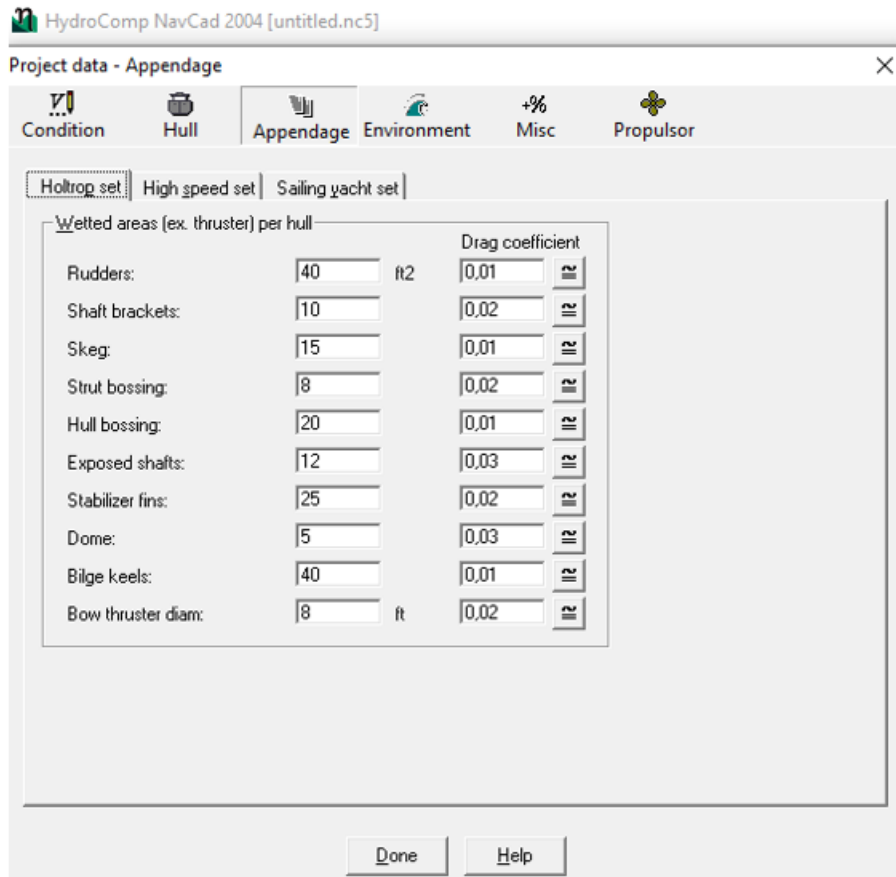 HydroComp NavCad 2004 [untitled.nc5]
Project data - Appendage
Condition Hull Appendage Environment Misc Propulsor
Holtrop set High speed set Sailing yacht set
Wetted areas (ex. thruster) per hull
Drag coefficient
Rudders: 40 ft2 0,01
Shaft brackets: 10 0,02
Skeg: 15 0,01
Strut bossing: 8 0,02
Hull bossing: 20 0,01
Exposed shafts: 12 0,03
Stabilizer fins: 25 0,02
Dome: 5 0,03
Bilge keels: 40 0,01
Bow thruster diam: 8 ft 0,02
Done Help